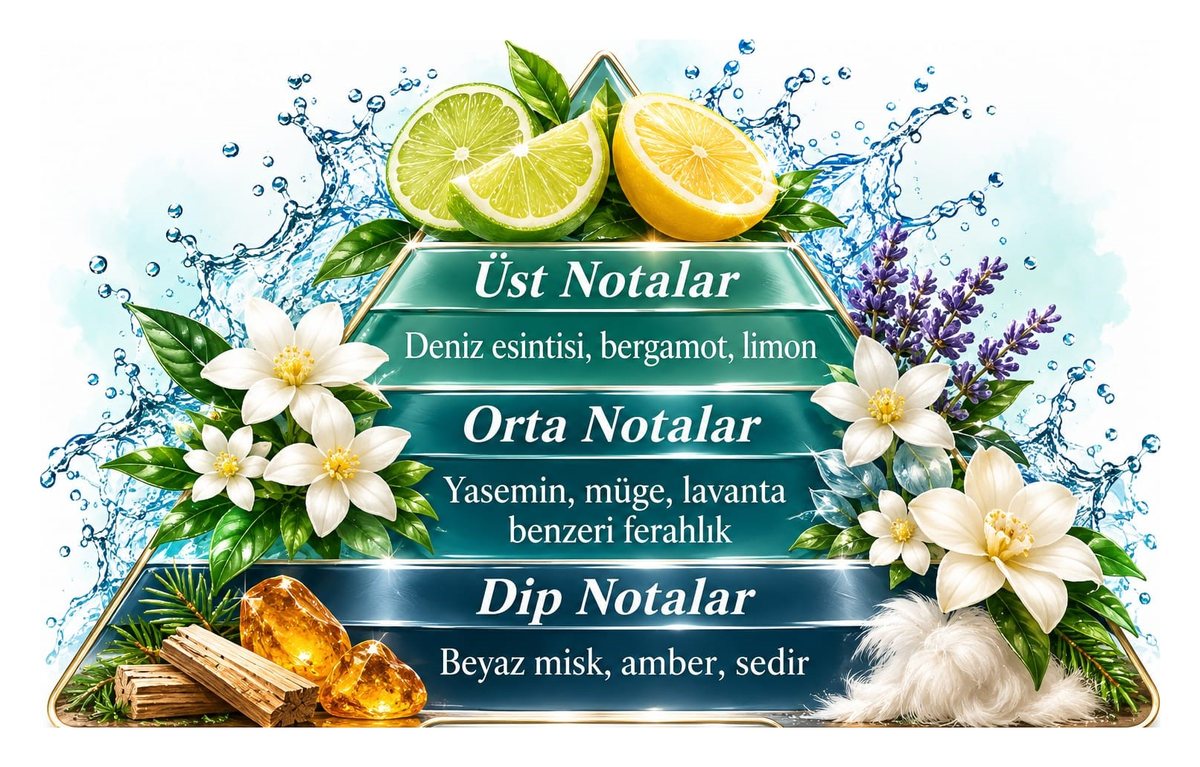 Üst Notalar
Deniz esintisi, bergamot, limon
Orta Notalar
Yasemin, müge, lavanta
benzeri ferahlık
Dip Notalar
Beyaz misk, amber, sedir